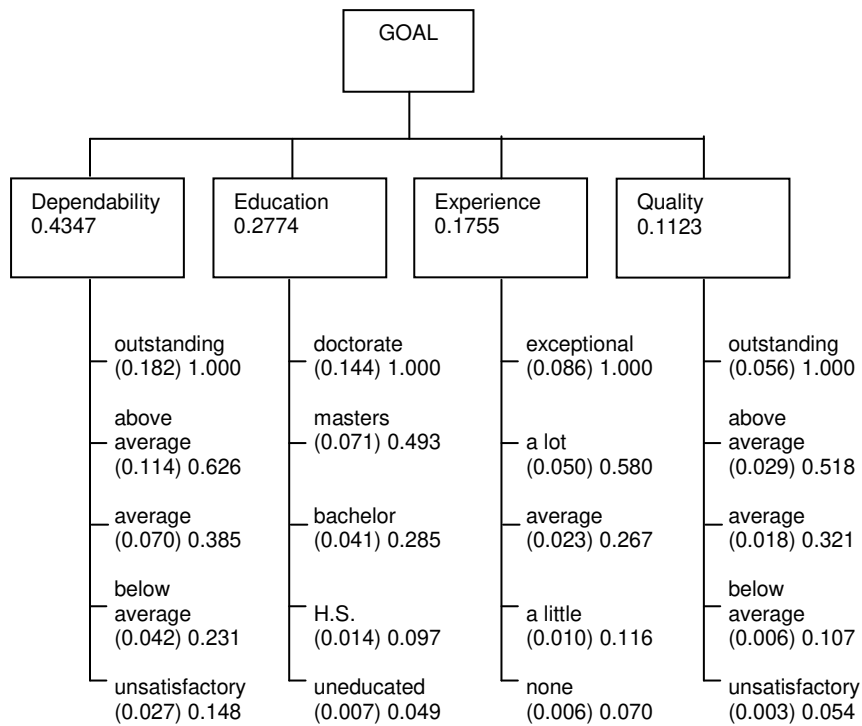 GOAL
Dependability
0.4347
Education
0.2774
Experience
0.1755
Quality
0.1123
outstanding
(0.182) 1.000
above
average
(0.114) 0.626
average
(0.070) 0.385
below
average
(0.042) 0.231
unsatisfactory
(0.027) 0.148
doctorate
(0.144) 1.000
masters
(0.071) 0.493
bachelor
(0.041) 0.285
H.S.
(0.014) 0.097
uneducated
(0.007) 0.049
exceptional
(0.086) 1.000
a lot
(0.050) 0.580
average
(0.023) 0.267
a little
(0.010) 0.116
none
(0.006) 0.070
outstanding
(0.056) 1.000
above
average
(0.029) 0.518
average
(0.018) 0.321
below
average
(0.006) 0.107
unsatisfactory
(0.003) 0.054